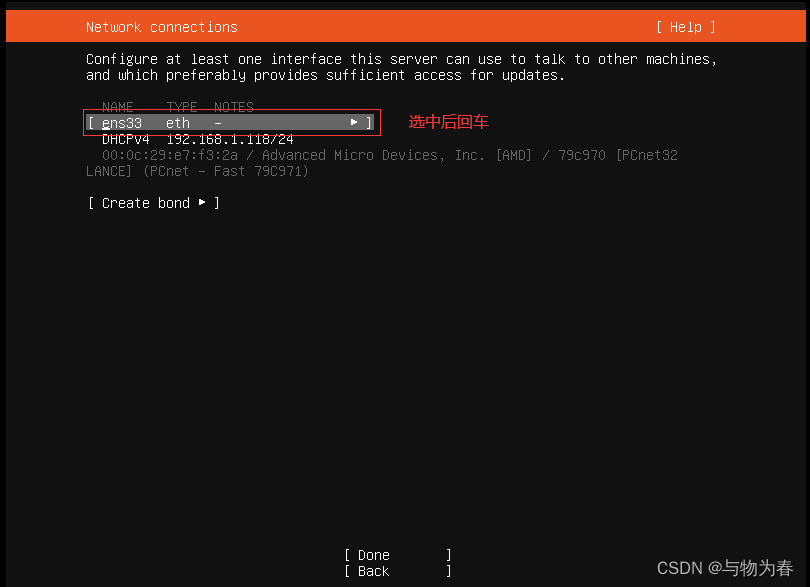 Network connections [ Help ]
Configure at least one interface this server can use to talk to other machines,
and which preferably provides sufficient access for updates.
NAME TYPE NOTES
[ ens33 eth - ▸ ] 选中后回车
DHCPv4 192.168.1.118/24
00:0c:29:e7:f3:2a / Advanced Micro Devices, Inc. [AMD] / 79c970 [PCnet32
LANCE] (PCnet - Fast 79C971)
[ Create bond ▸ ]
[ Done ]
[ Back ]
CSDN @与物为春